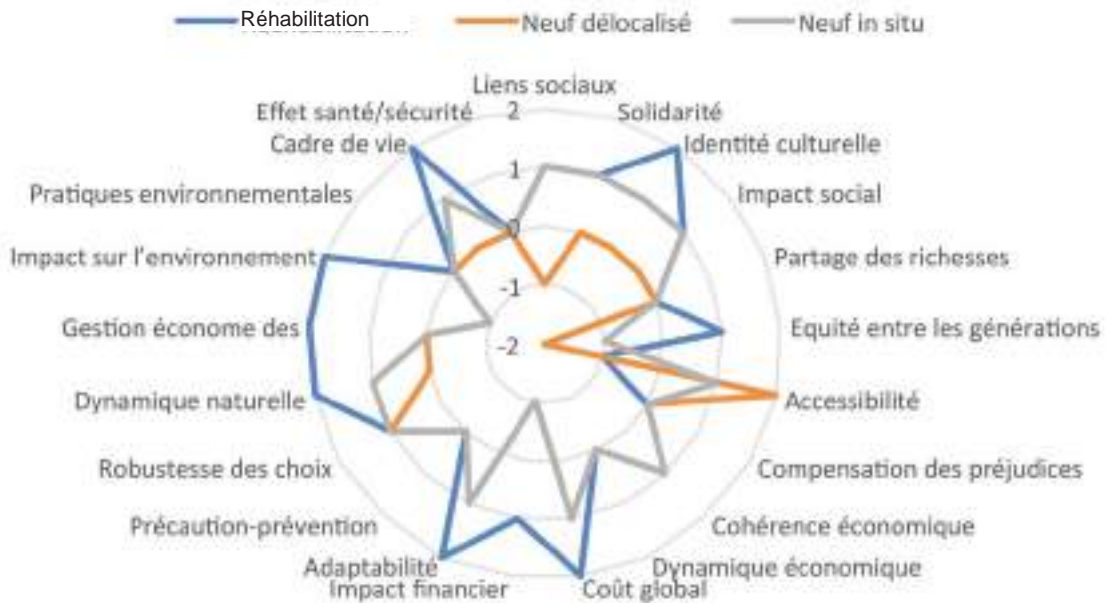 Réhabilitation
Neuf délocalisé
Neuf in situ
Liens sociaux
Solidarité
Identité culturelle
Impact social
Partage des richesses
Equité entre les générations
Accessibilité
Compensation des préjudices
Cohérence économique
Dynamique économique
Coût global
Impact financier
Adaptabilité
Précaution-prévention
Robustesse des choix
Dynamique naturelle
Gestion économe des
Impact sur l'environnement
Pratiques environnementales
Cadre de vie
Effet santé/sécurité
2
1
0
-1
-2